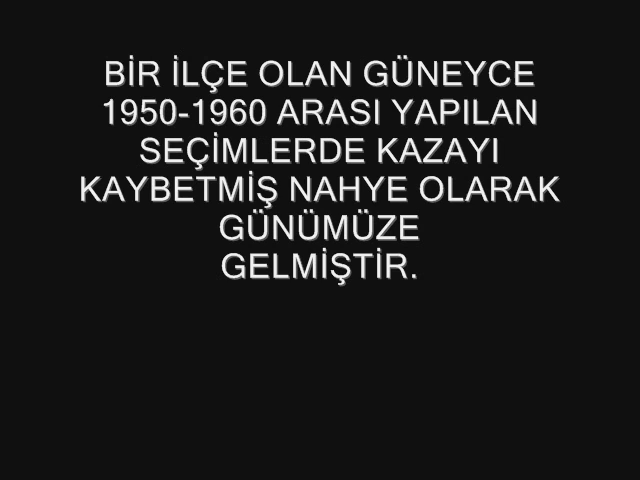 BİR İLÇE OLAN GÜNEYCE
1950-1960 ARASI YAPILAN
SEÇİMLERDE KAZAYI
KAYBETMİŞ NAHYE OLARAK
GÜNÜMÜZE
GELMİŞTİR.